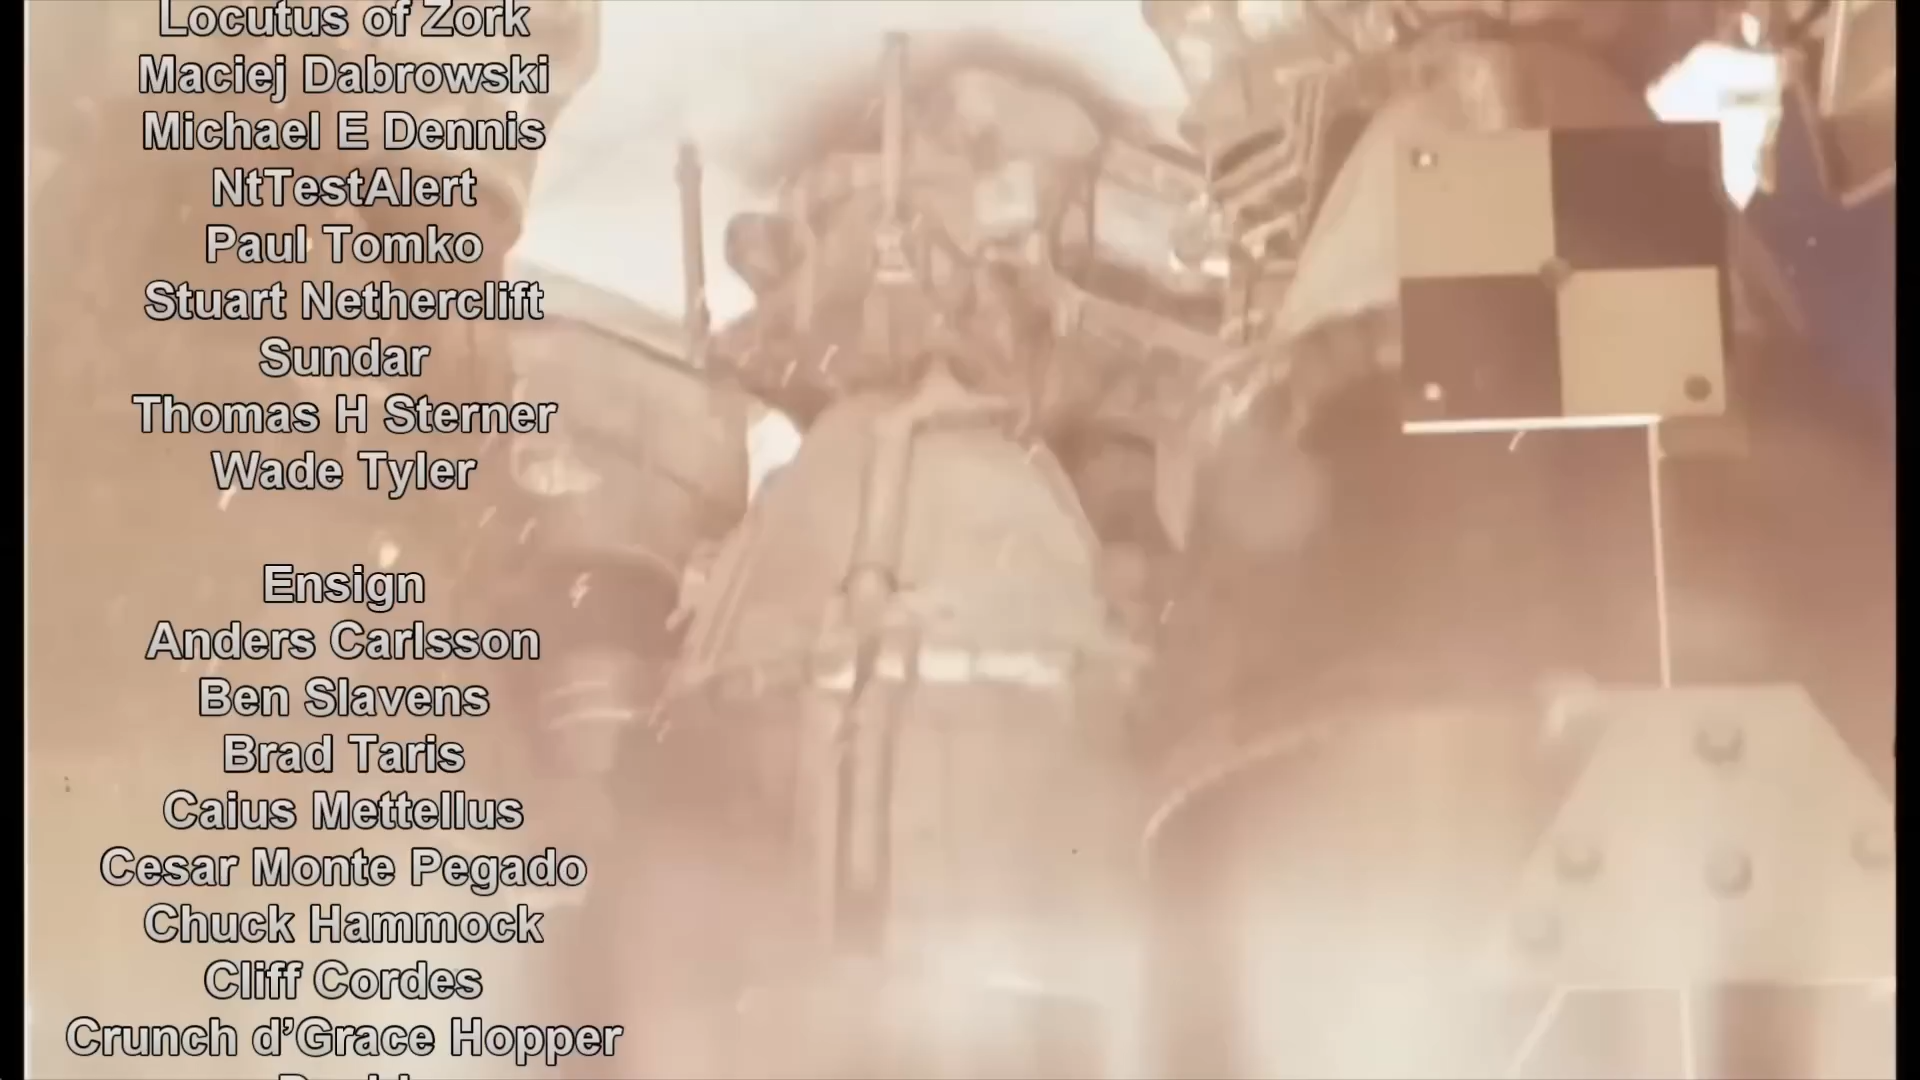 Locutus of Zork
Maciej Dabrowski
Michael E Dennis
NtTestAlert
Paul Tomko
Stuart Netherclift
Sundar
Thomas H Sterner
Wade Tyler
Ensign
Anders Carlsson
Ben Slavens
Brad Taris
Caius Mettellus
Cesar Monte Pegado
Chuck Hammock
Cliff Cordes
Crunch d’Grace Hopper